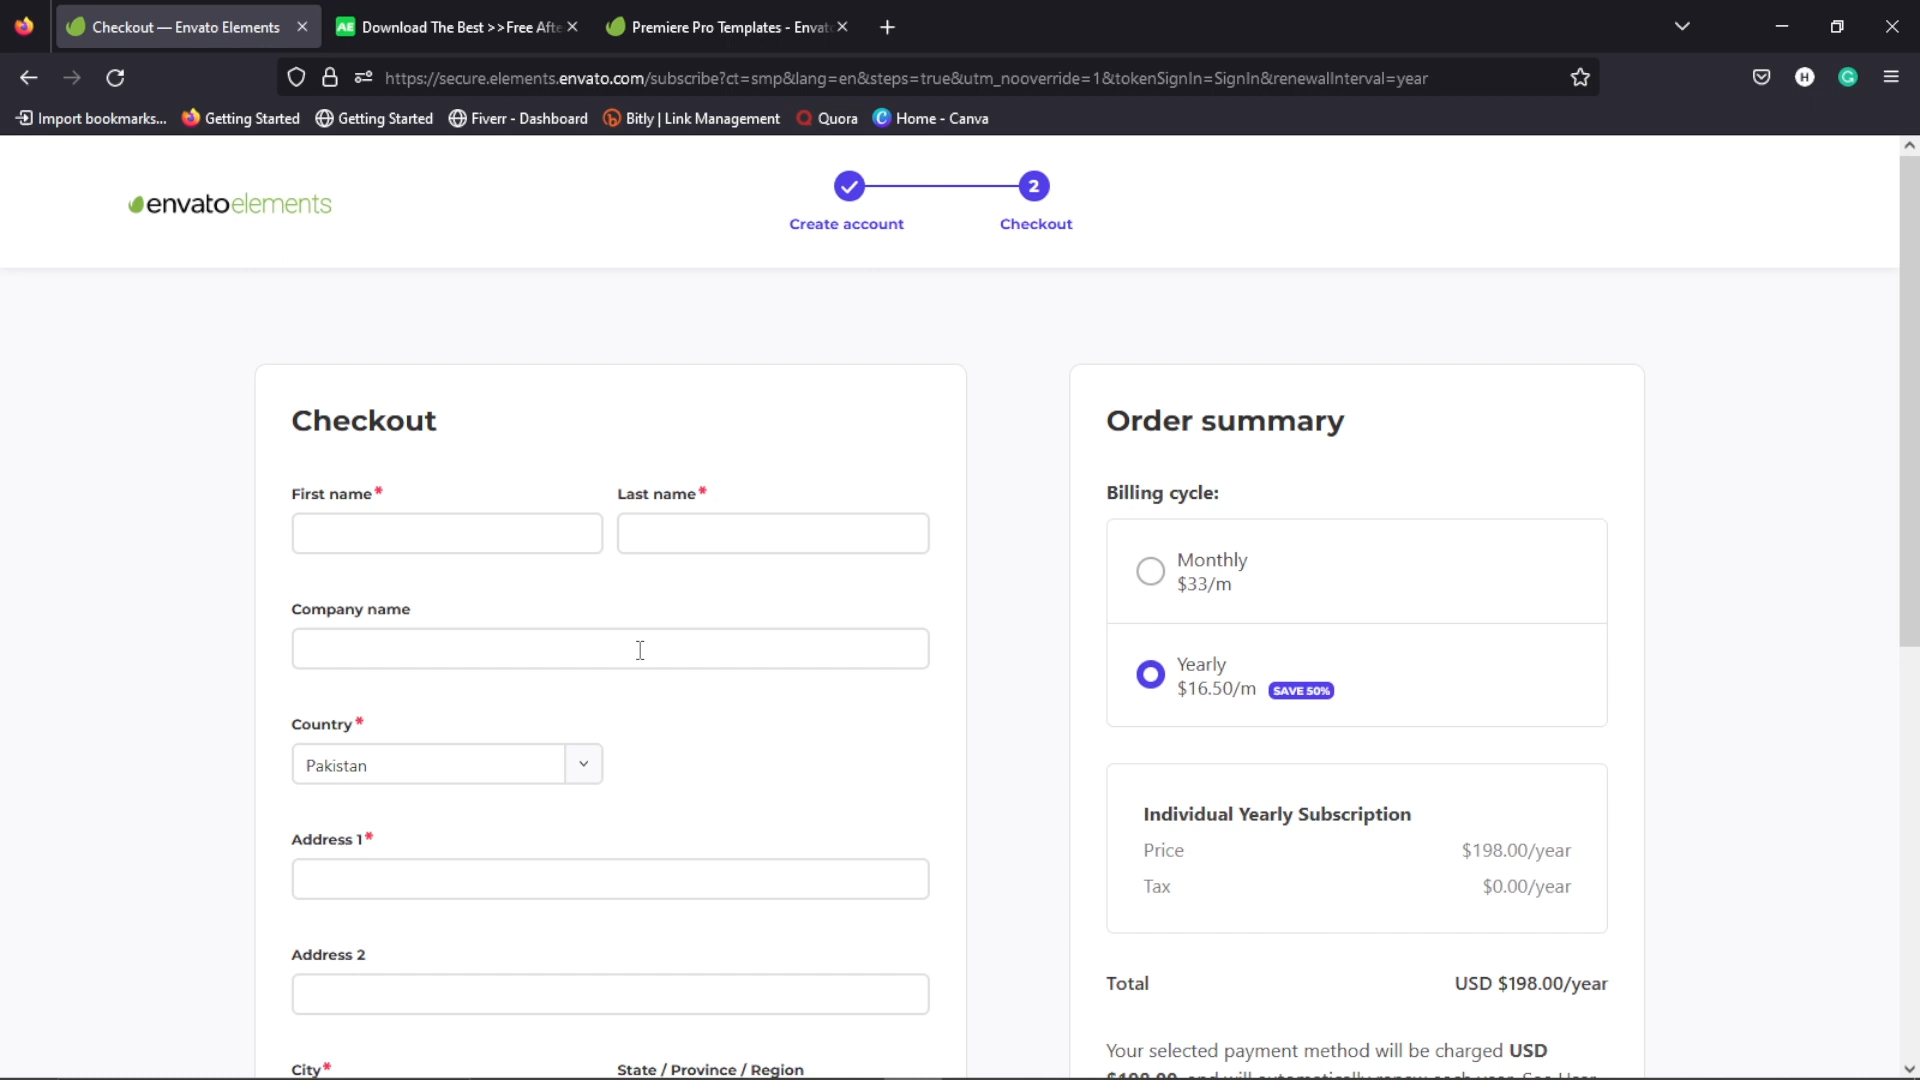 Checkout — Envato Elements
AE Download The Best >>Free Afte
Premiere Pro Templates - Envat
https://secure.elements.envato.com/subscribe?ct=smp&lang=en&steps=true&utm_nooverride=1&tokenSignIn=SignIn&renewalInterval=year
H
G
Import bookmarks... Getting Started Getting Started Fiverr - Dashboard Bitly | Link Management Quora Home - Canva
envatoelements
2
Create account Checkout
Checkout
First name* Last name*
Company name
Country*
Pakistan
Address 1*
Address 2
City* State / Province / Region
Order summary
Billing cycle:
Monthly
$33/m
Yearly
$16.50/m SAVE 50%
Individual Yearly Subscription
Price $198.00/year
Tax $0.00/year
Total USD $198.00/year
Your selected payment method will be charged USD